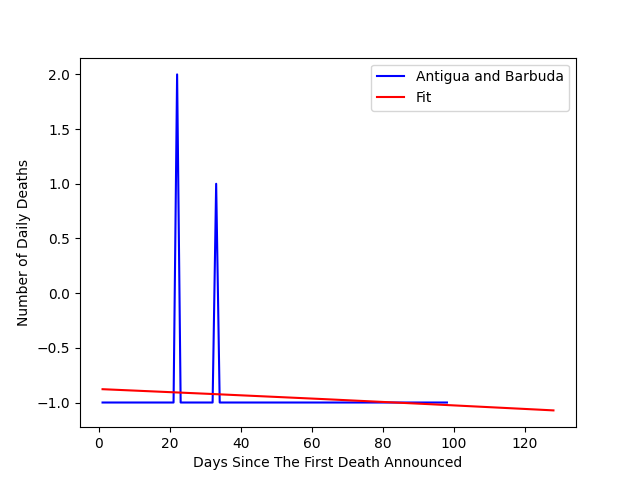 Antigua and Barbuda
Fit
2.0
1.5
1.0
0.5
0.0
−0.5
−1.0
Number of Daily Deaths
0 20 40 60 80 100 120
Days Since The First Death Announced